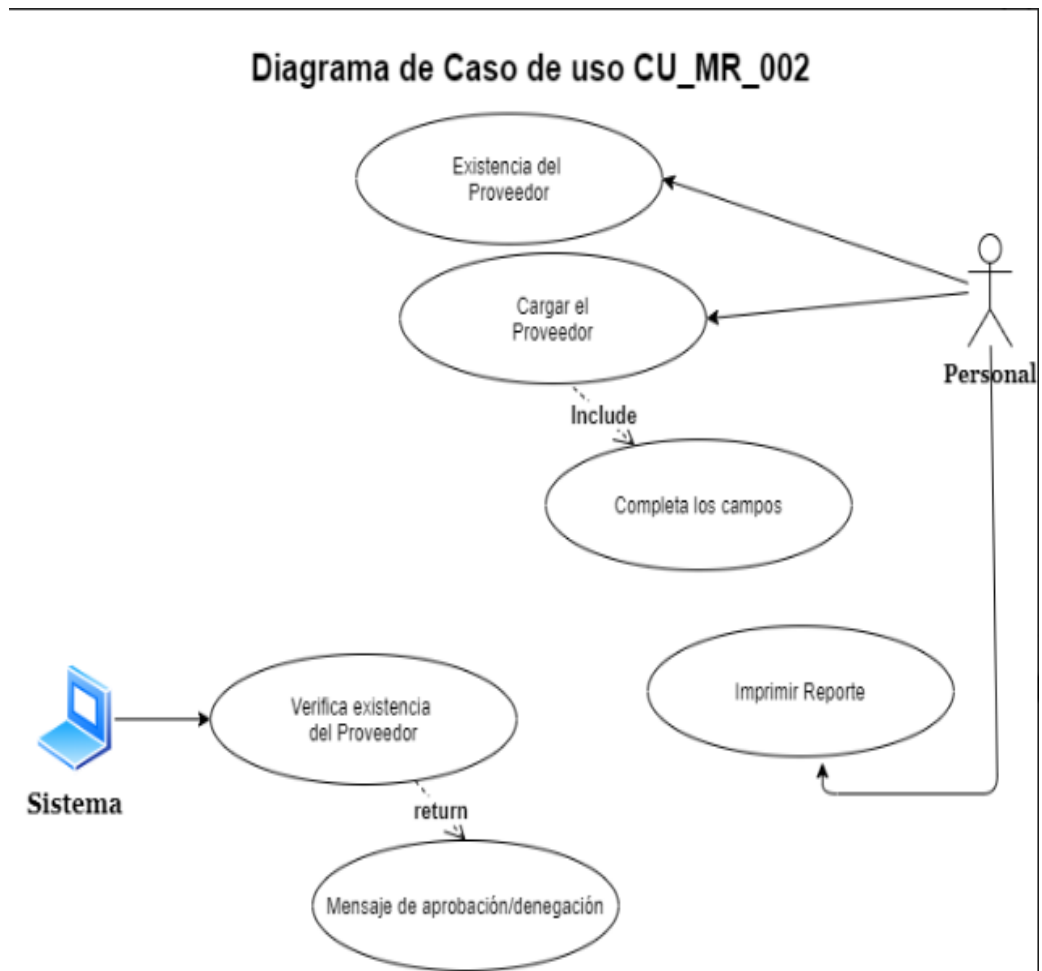 Diagrama de Caso de uso CU_MR_002
Existencia del
Proveedor
Cargar el
Proveedor
Personal
Include
Completa los campos
Imprimir Reporte
Verifica existencia
del Proveedor
Sistema
return
Mensaje de aprobación/denegación